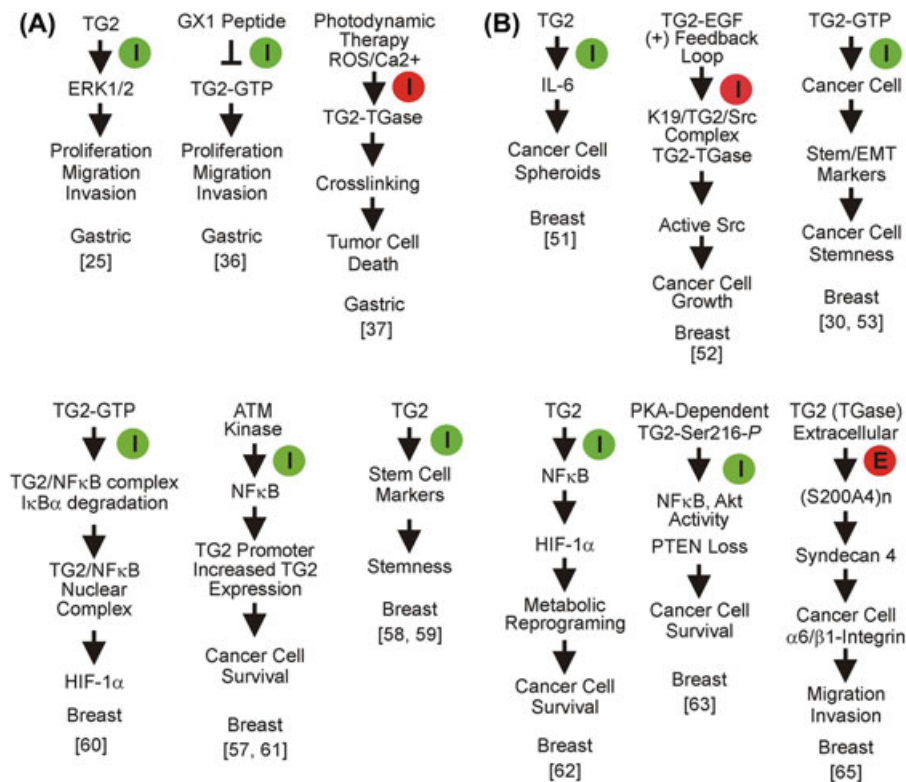 (A)
TG2
I
ERK1/2
Proliferation
Migration
Invasion
Gastric
[25]
GX1 Peptide
I
TG2-GTP
Proliferation
Migration
Invasion
Gastric
[36]
Photodynamic
Therapy
ROS/Ca2+
I
TG2-TGase
Crosslinking
Tumor Cell
Death
Gastric
[37]
(B)
TG2
I
IL-6
Cancer Cell
Spheroids
Breast
[51]
TG2-EGF
(+) Feedback
Loop
I
K19/TG2/Src
Complex
TG2-TGase
Active Src
Cancer Cell
Growth
Breast
[52]
TG2-GTP
I
Cancer Cell
Stem/EMT
Markers
Cancer Cell
Stemness
Breast
[30, 53]
TG2-GTP
I
TG2/NFκB complex
IκBα degradation
TG2/NFκB
Nuclear
Complex
HIF-1α
Breast
[60]
ATM
Kinase
I
NFκB
TG2 Promoter
Increased TG2
Expression
Cancer Cell
Survival
Breast
[57, 61]
TG2
I
Stem Cell
Markers
Stemness
Breast
[58, 59]
TG2
I
NFκB
HIF-1α
Metabolic
Reprograming
Cancer Cell
Survival
Breast
[62]
PKA-Dependent
TG2-Ser216-P
I
NFκB, Akt
Activity
PTEN Loss
Cancer Cell
Survival
Breast
[63]
TG2 (TGase)
Extracellular
E
(S200A4)n
Syndecan 4
Cancer Cell
α6/β1-Integrin
Migration
Invasion
Breast
[65]